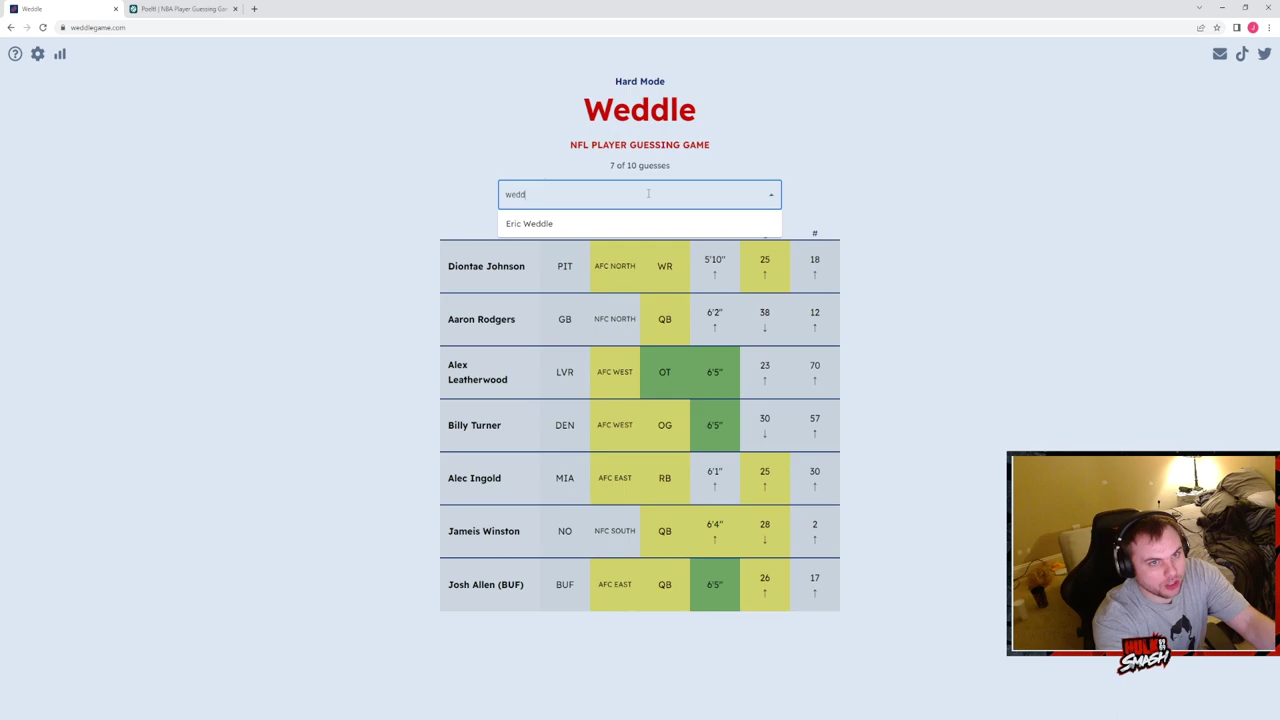 Weddle
Poeltl | NBA Player Guessing Ga
weddlegame.com
Hard Mode
Weddle
NFL PLAYER GUESSING GAME
7 of 10 guesses
wedd
Eric Weddle
#
Diontae Johnson PIT AFC NORTH WR 5'10" ↑ 25 ↑ 18 ↑
Aaron Rodgers GB NFC NORTH QB 6'2" ↑ 38 ↓ 12 ↑
Alex Leatherwood LVR AFC WEST OT 6'5" 23 ↑ 70 ↑
Billy Turner DEN AFC WEST OG 6'5" 30 ↓ 57 ↑
Alec Ingold MIA AFC EAST RB 6'1" ↑ 25 ↑ 30 ↑
Jameis Winston NO NFC SOUTH QB 6'4" ↑ 28 ↓ 2 ↑
Josh Allen (BUF) BUF AFC EAST QB 6'5" 26 ↑ 17 ↑
HULK
SMASH